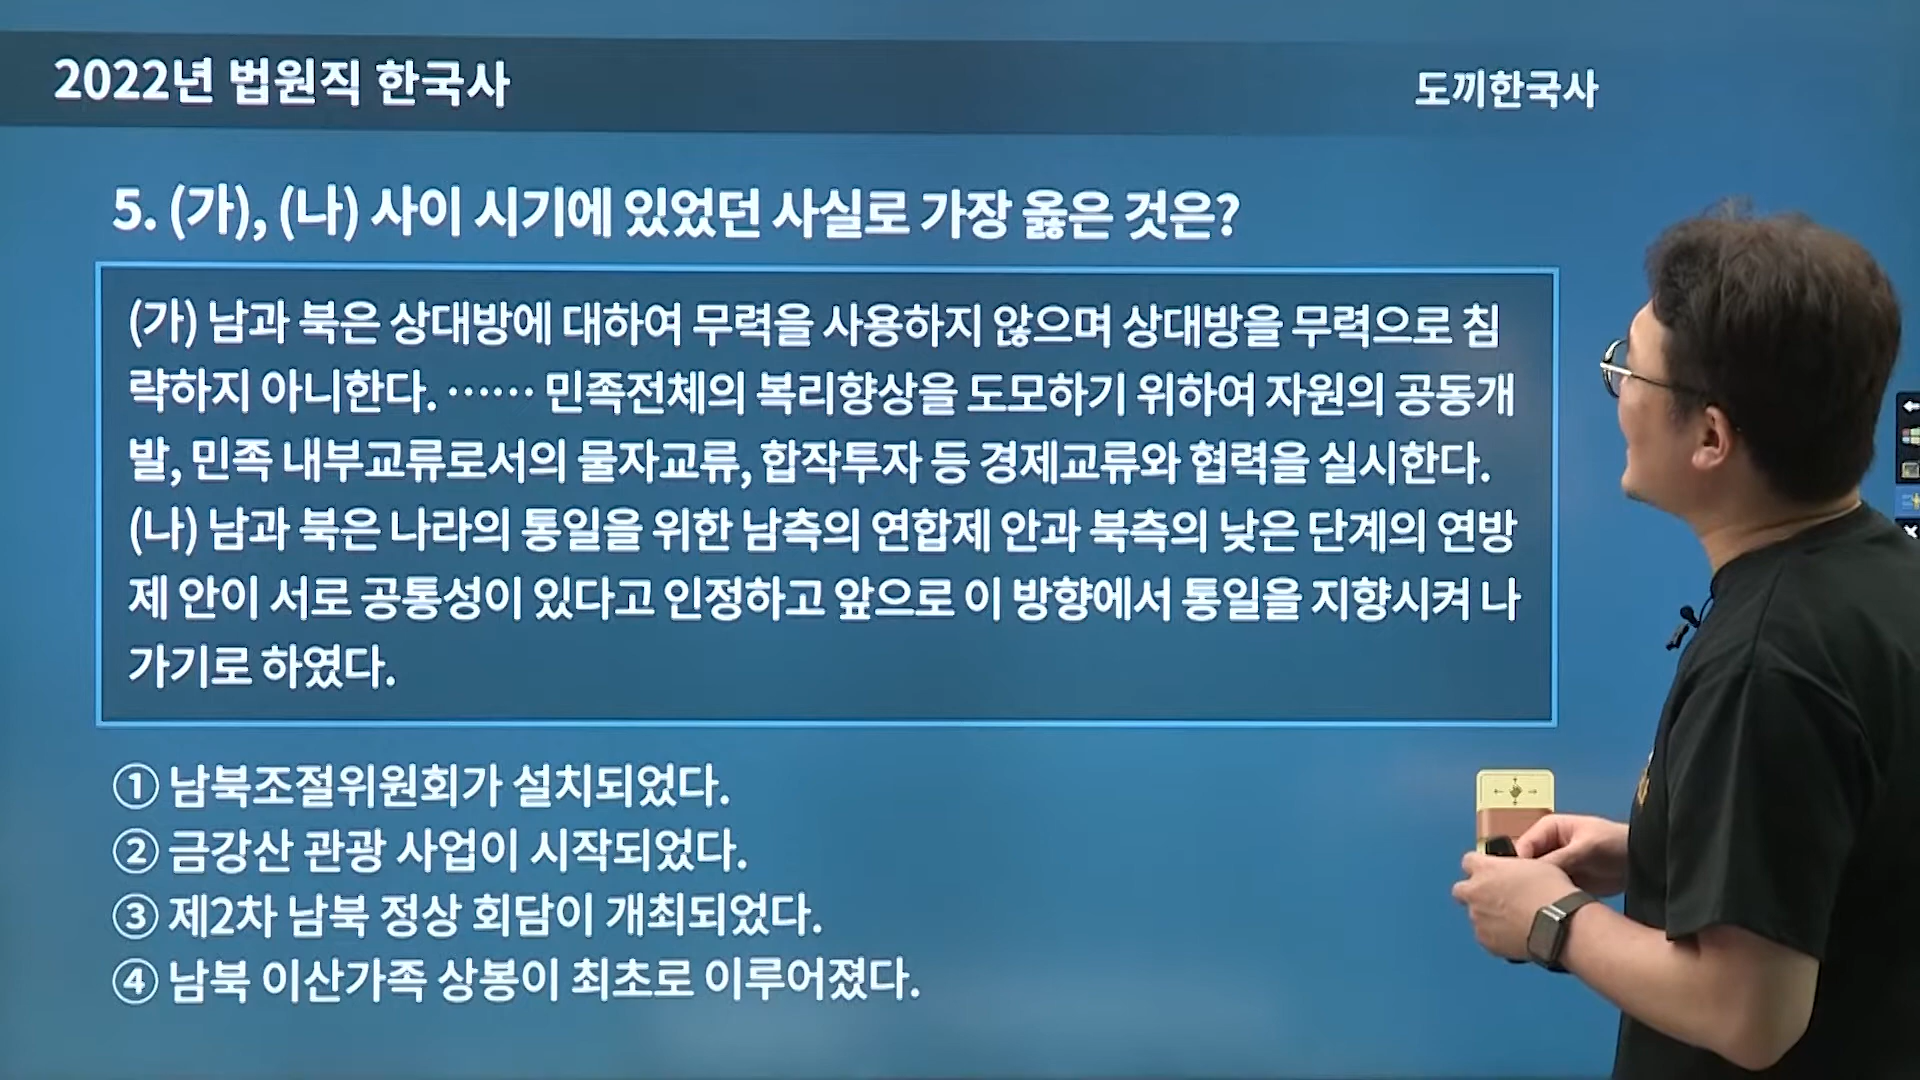 2022년 법원직 한국사
도끼한국사
5. (가), (나) 사이 시기에 있었던 사실로 가장 옳은 것은?
(가) 남과 북은 상대방에 대하여 무력을 사용하지 않으며 상대방을 무력으로 침
략하지 아니한다. …… 민족전체의 복리향상을 도모하기 위하여 자원의 공동개
발, 민족 내부교류로서의 물자교류, 합작투자 등 경제교류와 협력을 실시한다.
(나) 남과 북은 나라의 통일을 위한 남측의 연합제 안과 북측의 낮은 단계의 연방
제 안이 서로 공통성이 있다고 인정하고 앞으로 이 방향에서 통일을 지향시켜 나
가기로 하였다.
① 남북조절위원회가 설치되었다.
② 금강산 관광 사업이 시작되었다.
③ 제2차 남북 정상 회담이 개최되었다.
④ 남북 이산가족 상봉이 최초로 이루어졌다.